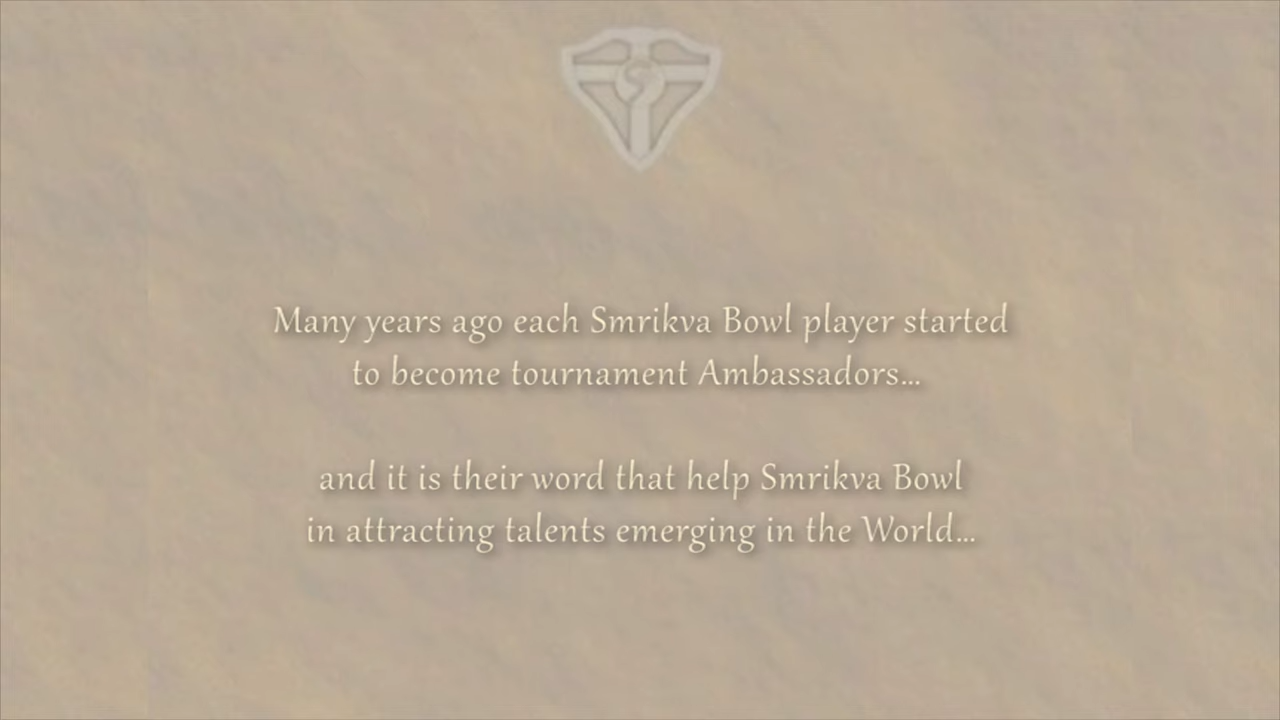 Many years ago each Smrikva Bowl player started
to become tournament Ambassadors...
and it is their word that help Smrikva Bowl
in attracting talents emerging in the World...